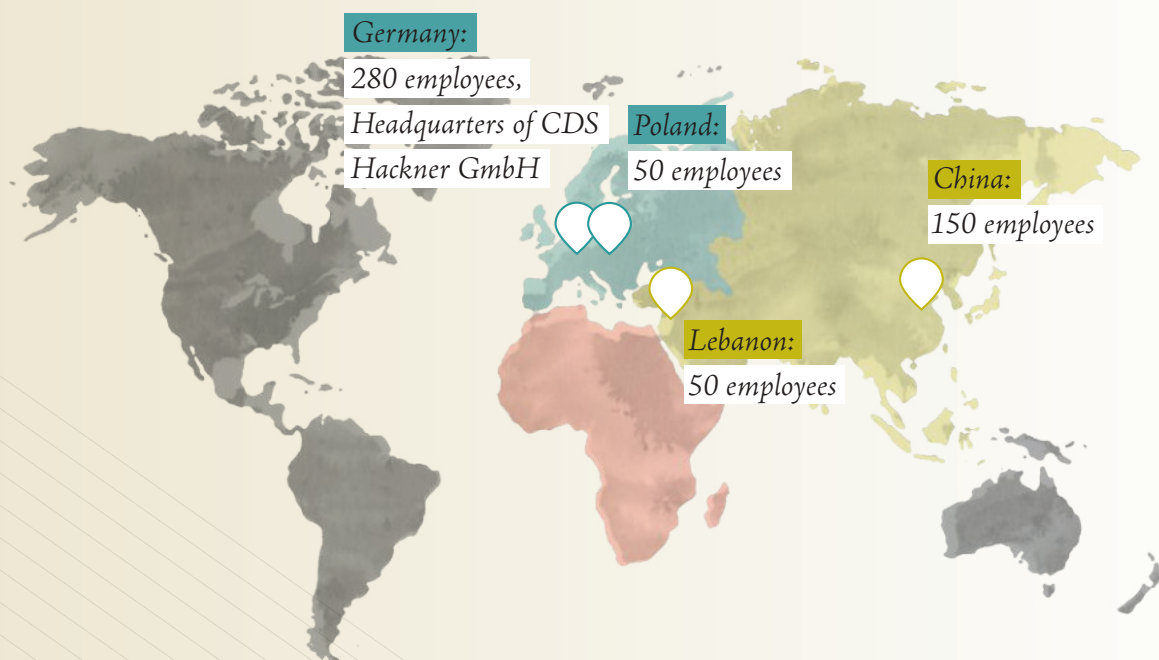 Germany:
280 employees,
Headquarters of CDS
Hackner GmbH
Poland:
50 employees
China:
150 employees
Lebanon:
50 employees